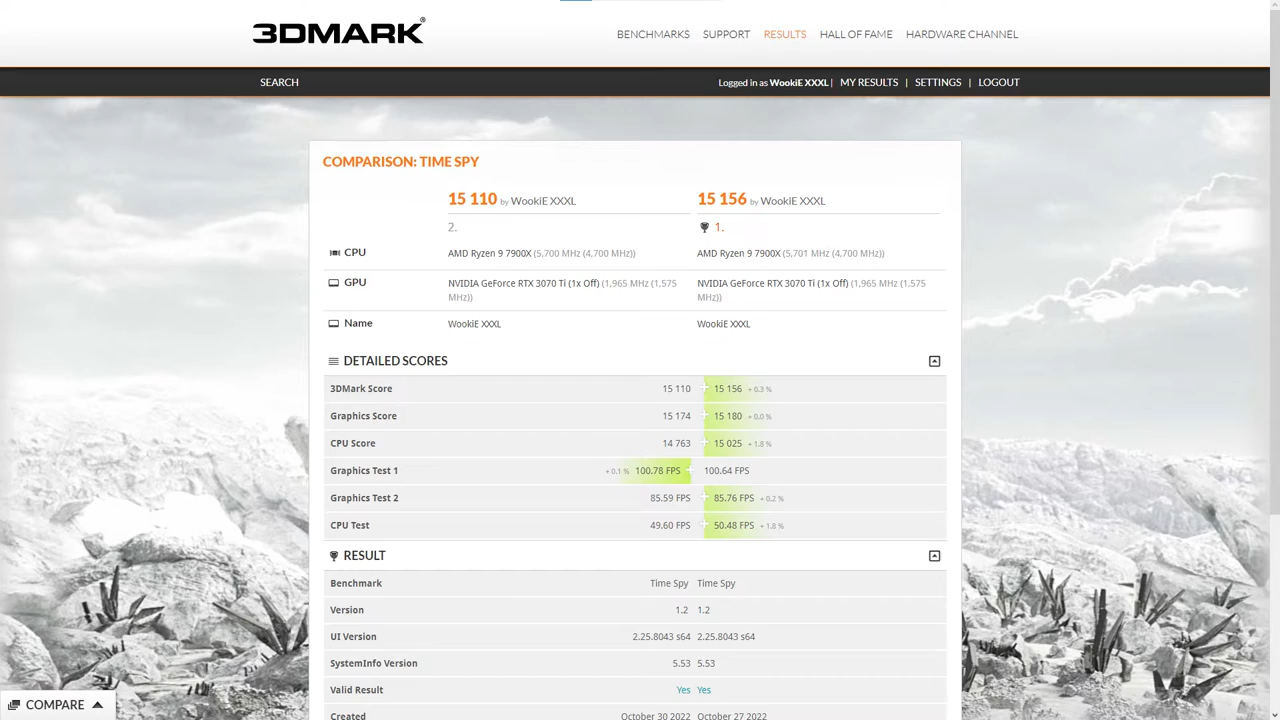 3DMARK®
BENCHMARKS SUPPORT RESULTS HALL OF FAME HARDWARE CHANNEL
SEARCH Logged in as WookiE XXXL | MY RESULTS | SETTINGS | LOGOUT
COMPARISON: TIME SPY
15 110 by WookiE XXXL 15 156 by WookiE XXXL
2. 1.
CPU AMD Ryzen 9 7900X (5,700 MHz (4,700 MHz)) AMD Ryzen 9 7900X (5,701 MHz (4,700 MHz))
GPU NVIDIA GeForce RTX 3070 Ti (1x Off) (1,965 MHz (1,575 NVIDIA GeForce RTX 3070 Ti (1x Off) (1,965 MHz (1,575
MHz)) MHz))
Name WookiE XXXL WookiE XXXL
DETAILED SCORES
3DMark Score 15 110 15 156 + 0.3 %
Graphics Score 15 174 15 180 + 0.0 %
CPU Score 14 763 15 025 + 1.8 %
Graphics Test 1 + 0.1 % 100.78 FPS 100.64 FPS
Graphics Test 2 85.59 FPS 85.76 FPS + 0.2 %
CPU Test 49.60 FPS 50.48 FPS + 1.8 %
RESULT
Benchmark Time Spy Time Spy
Version 1.2 1.2
UI Version 2.25.8043 s64 2.25.8043 s64
SystemInfo Version 5.53 5.53
Valid Result Yes Yes
Created October 30 2022 October 27 2022
COMPARE